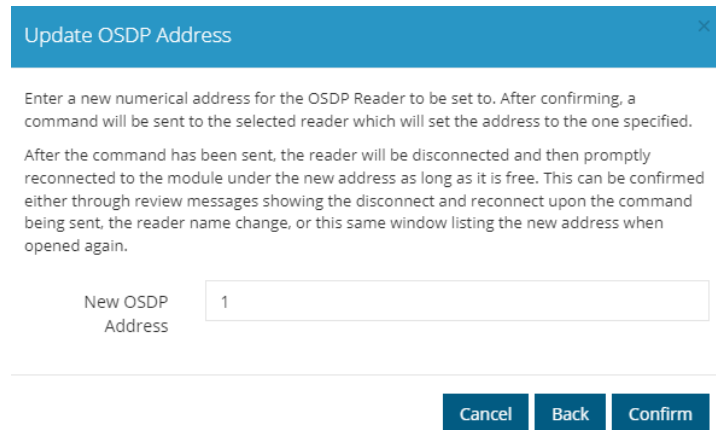 Update OSDP Address
×
Enter a new numerical address for the OSDP Reader to be set to. After confirming, a
command will be sent to the selected reader which will set the address to the one specified.
After the command has been sent, the reader will be disconnected and then promptly
reconnected to the module under the new address as long as it is free. This can be confirmed
either through review messages showing the disconnect and reconnect upon the command
being sent, the reader name change, or this same window listing the new address when
opened again.
New OSDP
Address
1
Cancel Back Confirm